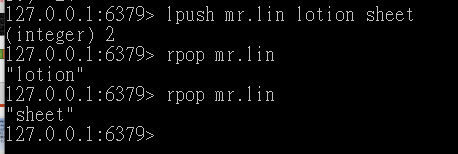 127.0.0.1:6379> lpush mr.lin lotion sheet
(integer) 2
127.0.0.1:6379> rpop mr.lin
"lotion"
127.0.0.1:6379> rpop mr.lin
"sheet"
127.0.0.1:6379>